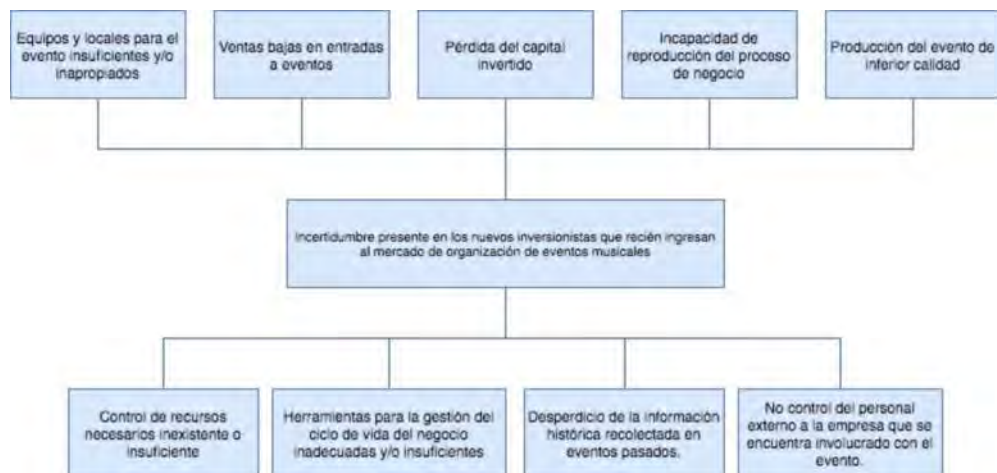 Equipos y locales para el
evento insuficientes y/o
inapropiados
Ventas bajas en entradas
a eventos
Pérdida del capital
invertido
Incapacidad de
reproducción del proceso
de negocio
Producción del evento de
inferior calidad
Incertidumbre presente en los nuevos inversionistas que recién ingresan
al mercado de organización de eventos musicales
Control de recursos
necesarios inexistente o
insuficiente
Herramientas para la gestión del
ciclo de vida del negocio
inadecuadas y/o insuficientes
Desperdicio de la información
histórica recolectada en
eventos pasados.
No control del personal
externo a la empresa que se
encuentra involucrado con el
evento.